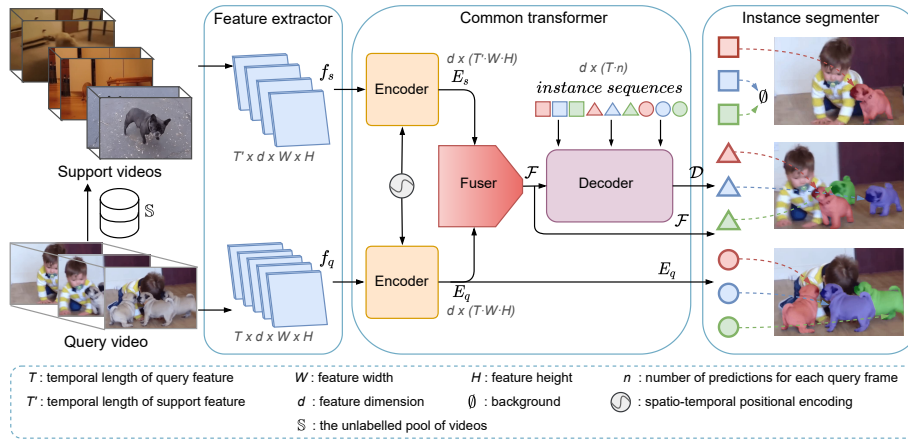 Feature extractor
Common transformer
Instance segmenter
f_s
Encoder
d x (T'·W·H)
E_s
d x (T·n)
instance sequences
∅
T' x d x W x H
Support videos
𝕊
Fuser
ℱ
Decoder
𝒟
ℱ
f_q
Encoder
E_q
E_q
d x (T·W·H)
Query video
T x d x W x H
T : temporal length of query feature
W : feature width
H : feature height
n : number of predictions for each query frame
T' : temporal length of support feature
d : feature dimension
∅ : background
: spatio-temporal positional encoding
𝕊 : the unlabelled pool of videos